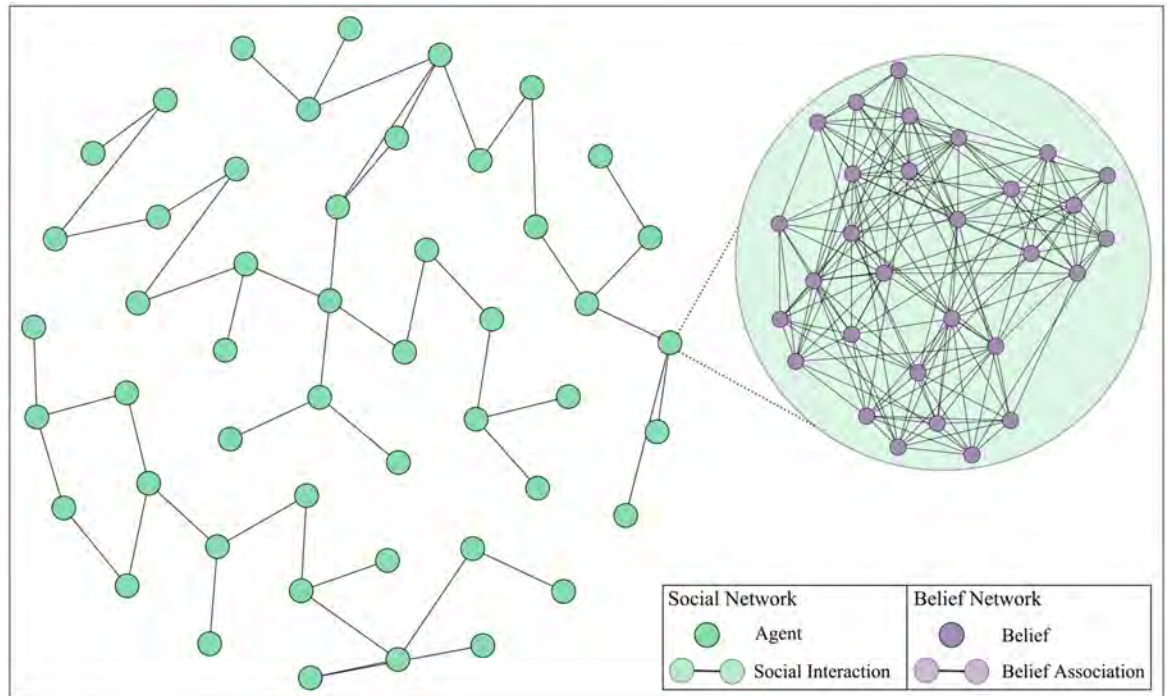 Social Network
Agent
Social Interaction
Belief Network
Belief
Belief Association